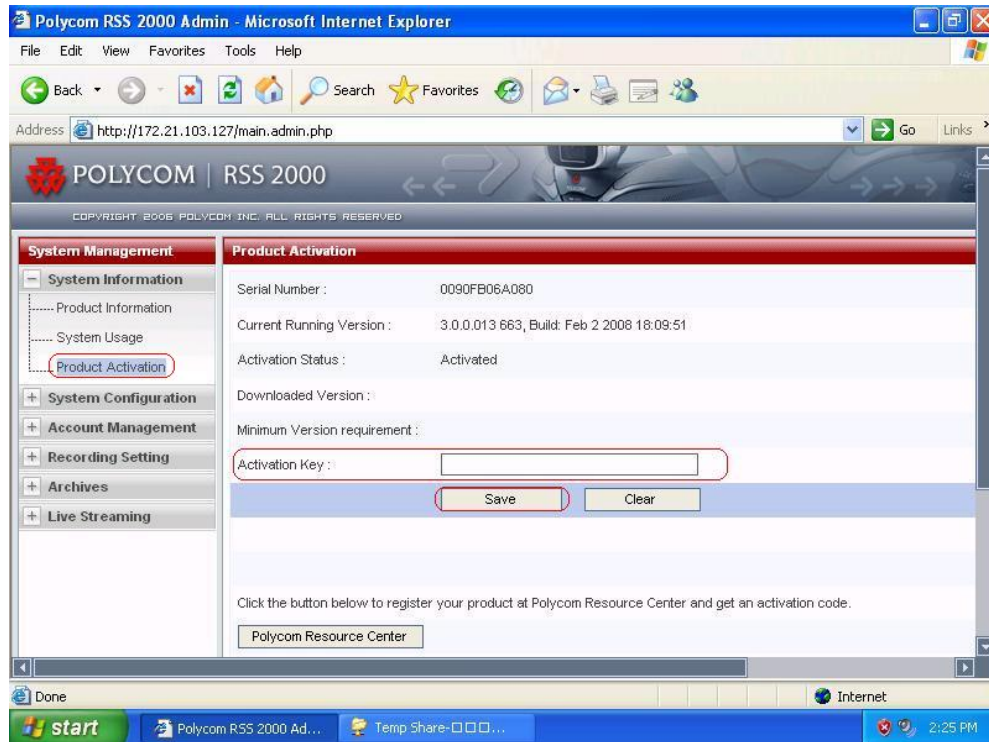 Polycom RSS 2000 Admin - Microsoft Internet Explorer
File Edit View Favorites Tools Help
Back Search Favorites
Address http://172.21.103.127/main.admin.php Go Links
POLYCOM | RSS 2000
COPYRIGHT 2006 POLYCOM INC. ALL RIGHTS RESERVED
System Management
System Information
Product Information
System Usage
Product Activation
System Configuration
Account Management
Recording Setting
Archives
Live Streaming
Product Activation
Serial Number : 0090FB06A080
Current Running Version : 3.0.0.013 663, Build: Feb 2 2008 18:09:51
Activation Status : Activated
Downloaded Version :
Minimum Version requirement :
Activation Key :
Save Clear
Click the button below to register your product at Polycom Resource Center and get an activation code.
Polycom Resource Center
Done Internet
start Polycom RSS 2000 Ad... Temp Share-□□□... 2:25 PM